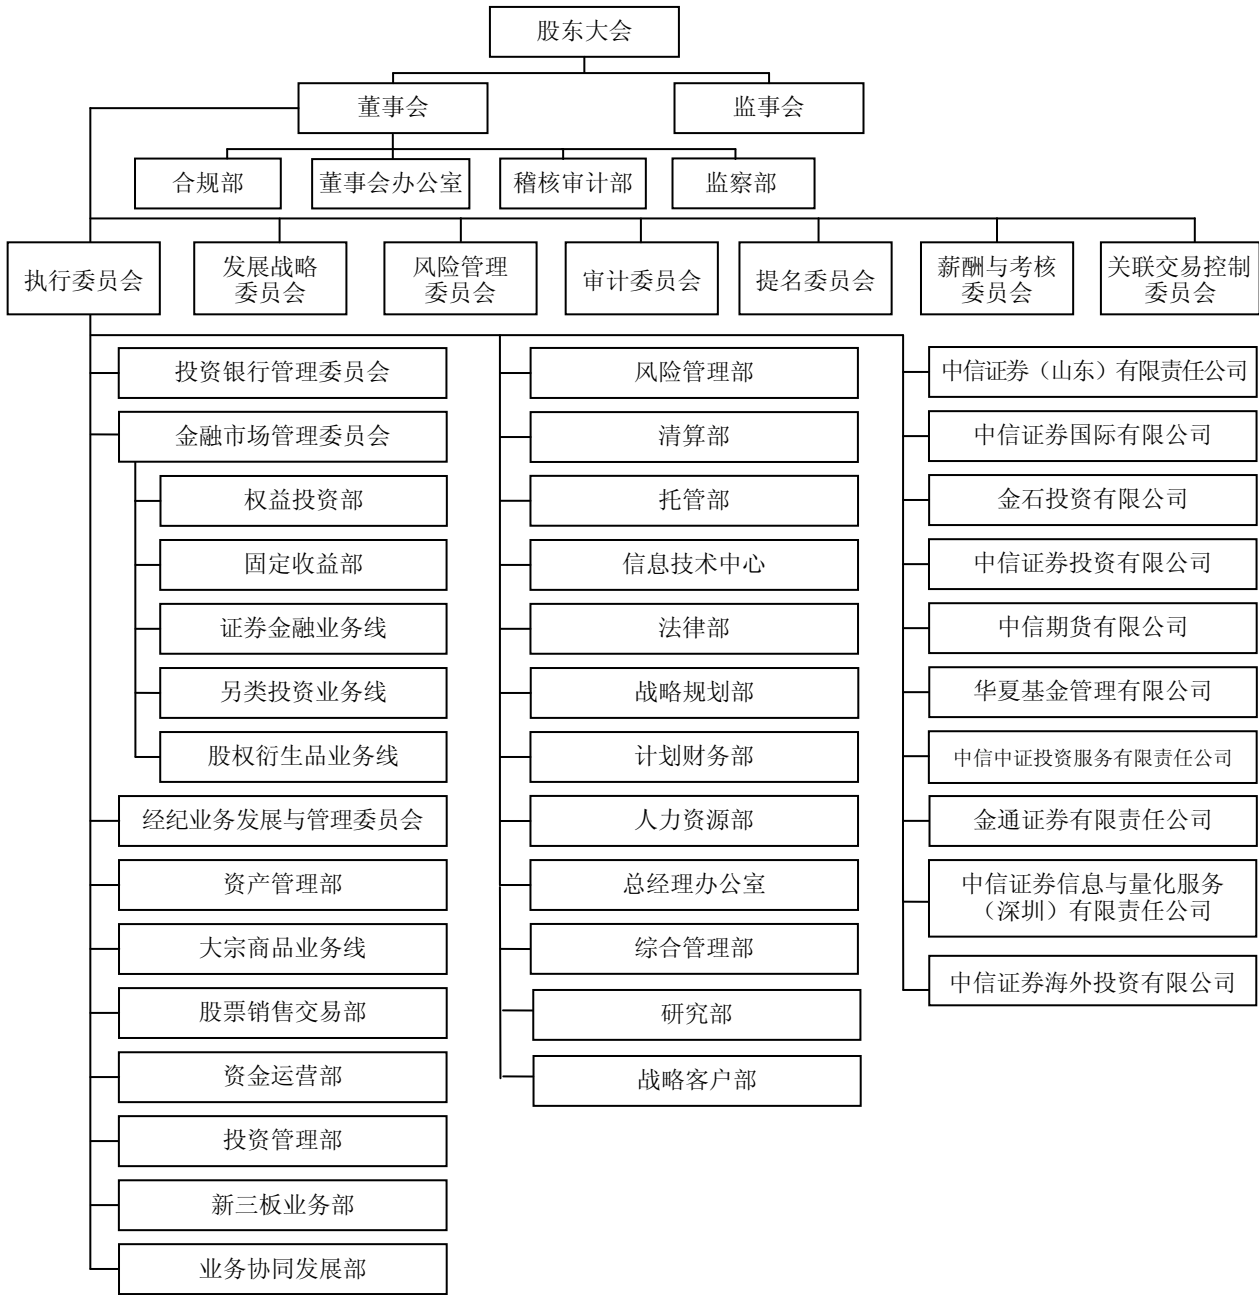 股东大会
董事会
监事会
合规部
董事会办公室
稽核审计部
监察部
执行委员会
发展战略
委员会
风险管理
委员会
审计委员会
提名委员会
薪酬与考核
委员会
关联交易控制
委员会
投资银行管理委员会
金融市场管理委员会
权益投资部
固定收益部
证券金融业务线
另类投资业务线
股权衍生品业务线
经纪业务发展与管理委员会
资产管理部
大宗商品业务线
股票销售交易部
资金运营部
投资管理部
新三板业务部
业务协同发展部
风险管理部
清算部
托管部
信息技术中心
法律部
战略规划部
计划财务部
人力资源部
总经理办公室
综合管理部
研究部
战略客户部
中信证券（山东）有限责任公司
中信证券国际有限公司
金石投资有限公司
中信证券投资有限公司
中信期货有限公司
华夏基金管理有限公司
中信中证投资服务有限责任公司
金通证券有限责任公司
中信证券信息与量化服务
（深圳）有限责任公司
中信证券海外投资有限公司